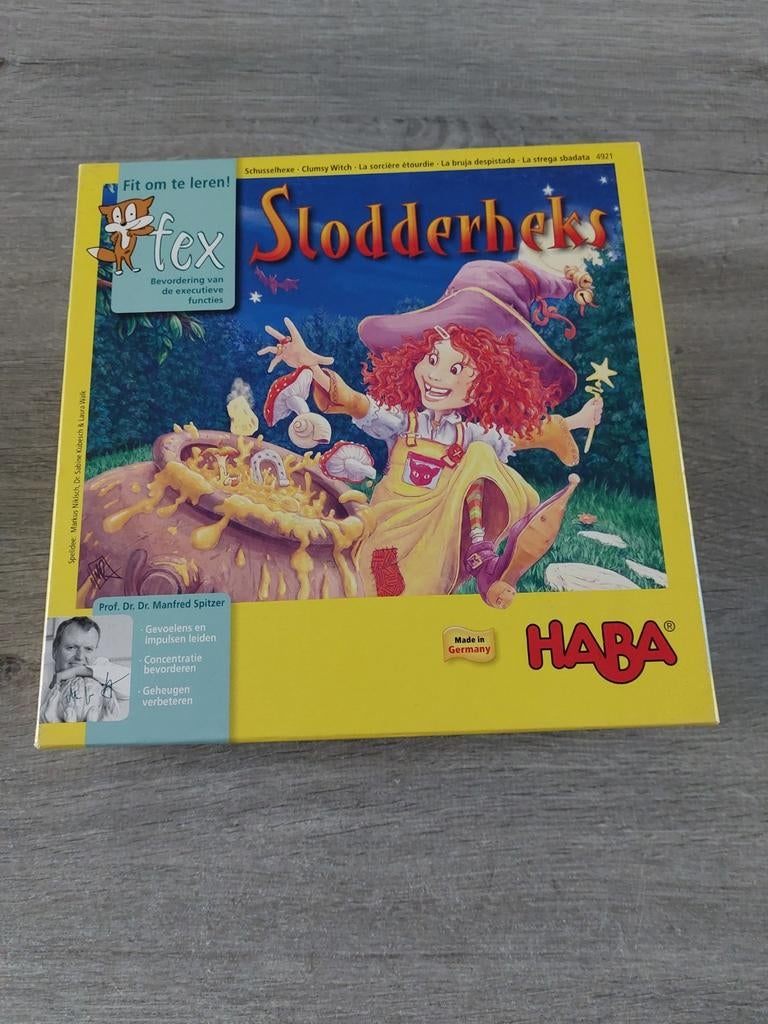 Schusselhexe · Clumsy Witch · La sorcière étourdie · La bruja despistada · La strega sbadata 4921
Fit om te leren!
fex
Bevordering van
de executieve
functies
Slodderheks
Spelidee: Markus Nikisch, Dr. Sabine Kubesch & Laura Walk
Prof. Dr. Dr. Manfred Spitzer
· Gevoelens en
impulsen leiden
· Concentratie
bevorderen
· Geheugen
verbeteren
Made in
Germany
HABA®